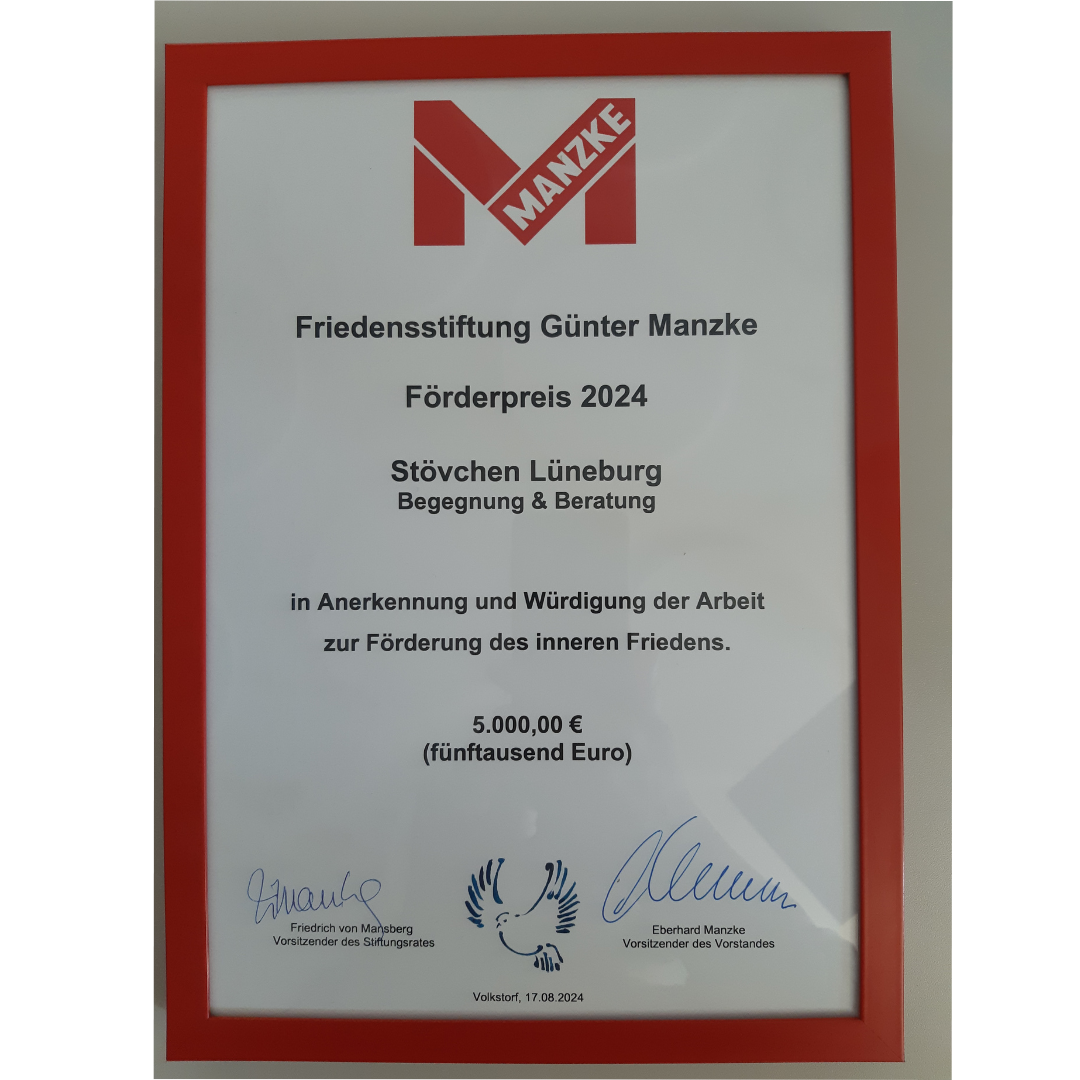 MANZKE
Friedensstiftung Günter Manzke
Förderpreis 2024
Stövchen Lüneburg
Begegnung & Beratung
in Anerkennung und Würdigung der Arbeit
zur Förderung des inneren Friedens.
5.000,00 €
(fünftausend Euro)
Friedrich von Mansberg
Vorsitzender des Stiftungsrates
Eberhard Manzke
Vorsitzender des Vorstandes
Volkstorf, 17.08.2024